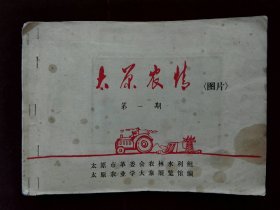 太原农情
〈图片〉
第一期
太原市革委会农林水利组
太原农业学大寨展览馆编